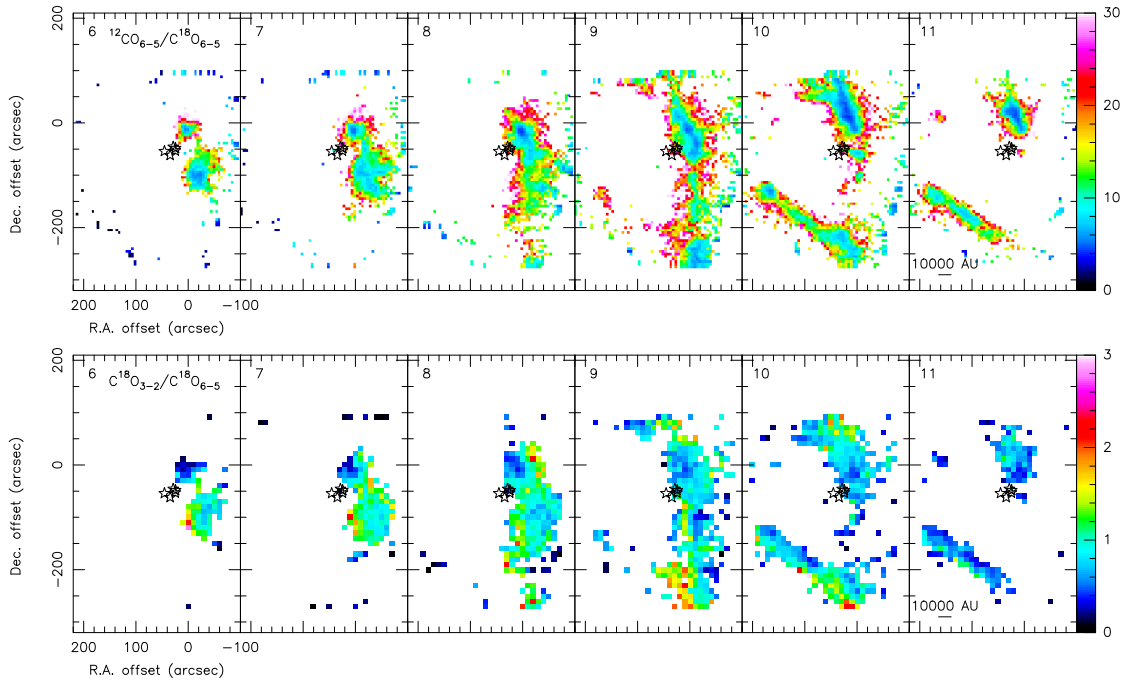 6 ¹²CO₆₋₅/C¹⁸O₆₋₅ 7 8 9 10 11
Dec. offset (arcsec)
200
0
−200
10000 AU
30
20
10
0
200 100 0 −100
R.A. offset (arcsec)
6 C¹⁸O₃₋₂/C¹⁸O₆₋₅ 7 8 9 10 11
Dec. offset (arcsec)
200
0
−200
10000 AU
3
2
1
0
200 100 0 −100
R.A. offset (arcsec)